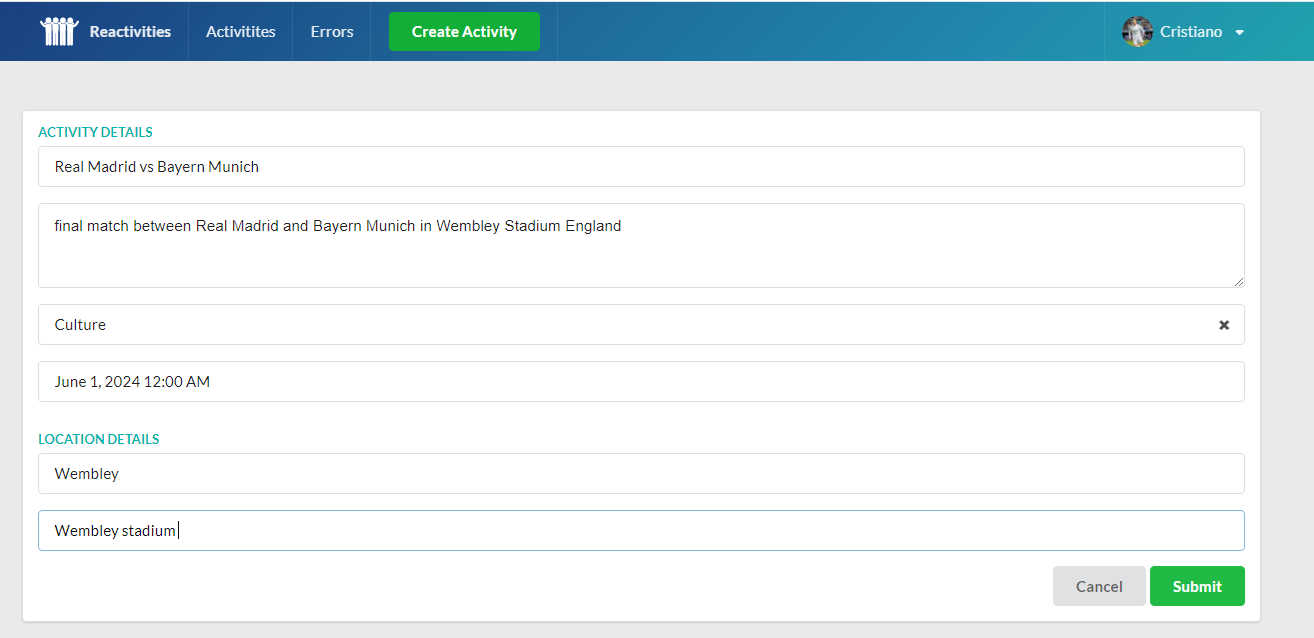 Reactivities Activitites Errors Create Activity Cristiano
ACTIVITY DETAILS
Real Madrid vs Bayern Munich
final match between Real Madrid and Bayern Munich in Wembley Stadium England
Culture
June 1, 2024 12:00 AM
LOCATION DETAILS
Wembley
Wembley stadium
Cancel Submit